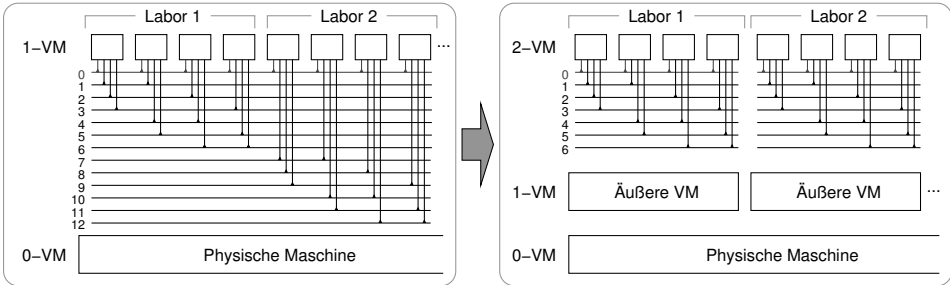 Labor 1 Labor 2
1−VM ...
0
1
2
3
4
5
6
7
8
9
10
11
12
0−VM Physische Maschine
Labor 1 Labor 2
2−VM
0
1
2
3
4
5
6
1−VM Äußere VM Äußere VM ...
0−VM Physische Maschine